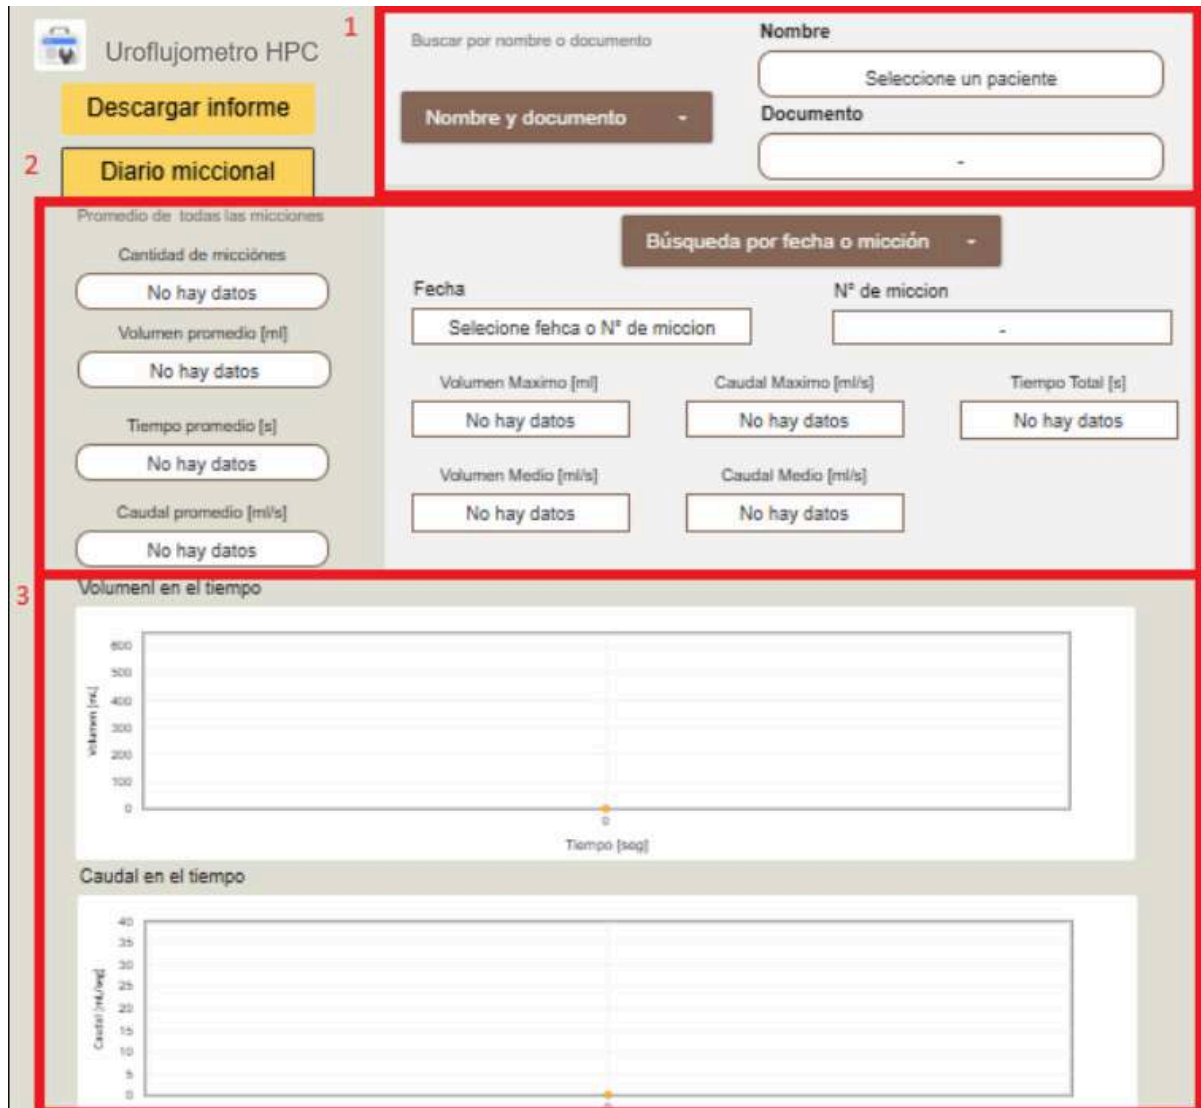 1
Uroflujometro HPC
Descargar informe
Diario miccional
Buscar por nombre o documento
Nombre y documento
Nombre
Seleccione un paciente
Documento
-
2
Promedio de todas las micciones
Cantidad de micciónes
No hay datos
Volumen promedio [ml]
No hay datos
Tiempo promedio [s]
No hay datos
Caudal promedio [ml/s]
No hay datos
Búsqueda por fecha o micción
Fecha
Selecione fehca o N° de miccion
N° de miccion
-
Volumen Maximo [ml]
No hay datos
Caudal Maximo [ml/s]
No hay datos
Tiempo Total [s]
No hay datos
Volumen Medio [ml/s]
No hay datos
Caudal Medio [ml/s]
No hay datos
3
Volumenl en el tiempo
Volumen [mL]
600
500
400
300
200
100
0
0
Tiempo [seg]
Caudal en el tiempo
Caudal [mL/seg]
40
35
30
25
20
15
10
5
0